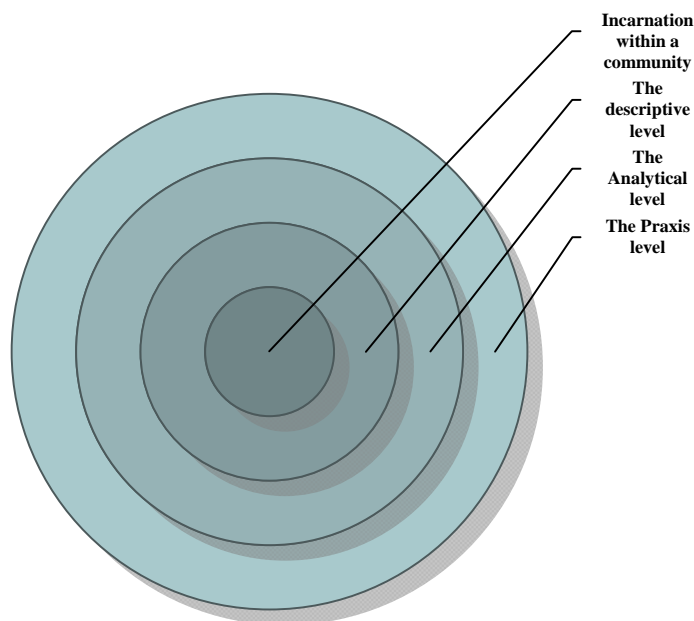 Incarnation
within a
community
The
descriptive
level
The
Analytical
level
The Praxis
level